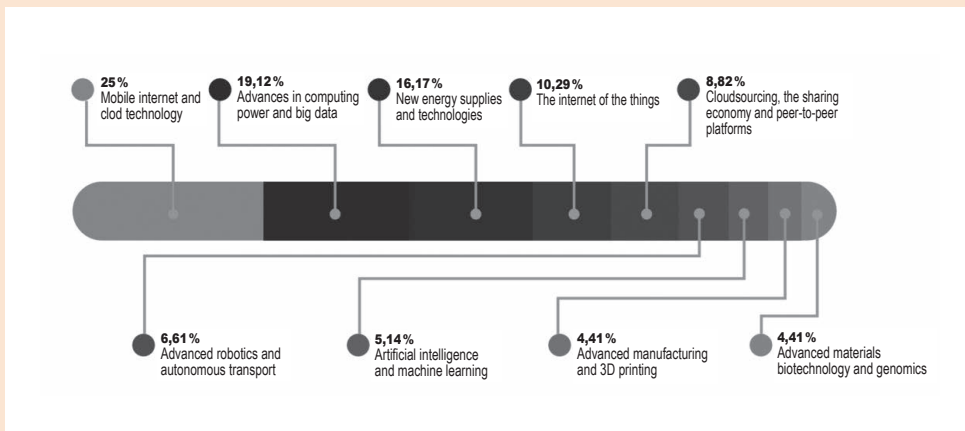 25%
Mobile internet and
clod technology
19,12%
Advances in computing
power and big data
16,17%
New energy supplies
and technologies
10,29%
The internet of the things
8,82%
Cloudsourcing, the sharing
economy and peer-to-peer
platforms
6,61%
Advanced robotics and
autonomous transport
5,14%
Artificial intelligence
and machine learning
4,41%
Advanced manufacturing
and 3D printing
4,41%
Advanced materials
biotechnology and genomics